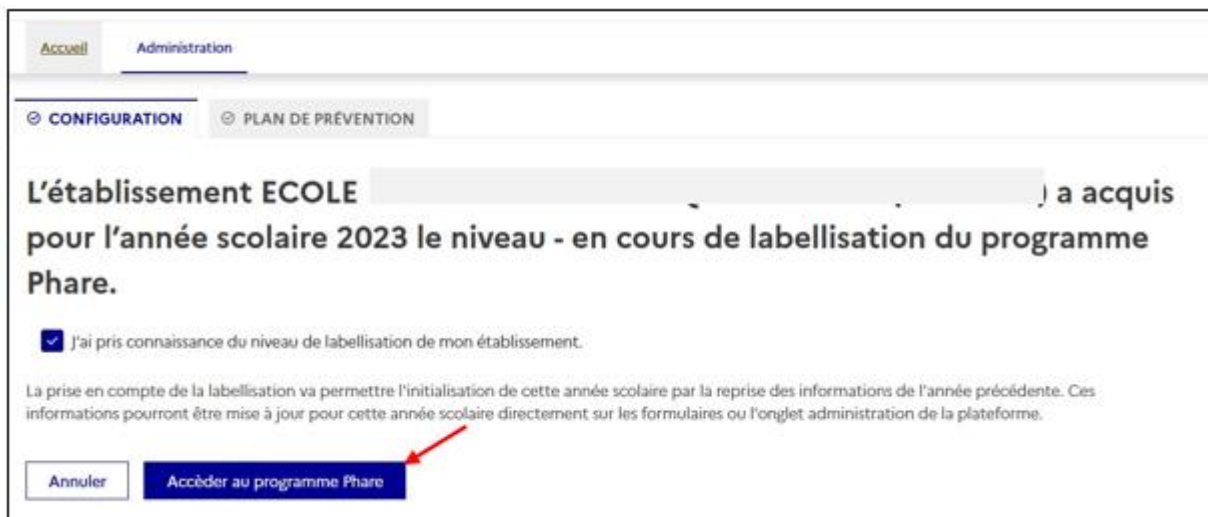 Accueil Administration
CONFIGURATION PLAN DE PRÉVENTION
L'établissement ECOLE ) a acquis
pour l'année scolaire 2023 le niveau - en cours de labellisation du programme
Phare.
J'ai pris connaissance du niveau de labellisation de mon établissement.
La prise en compte de la labellisation va permettre l'initialisation de cette année scolaire par la reprise des informations de l'année précédente. Ces
informations pourront être mise à jour pour cette année scolaire directement sur les formulaires ou l'onglet administration de la plateforme.
Annuler Accèder au programme Phare